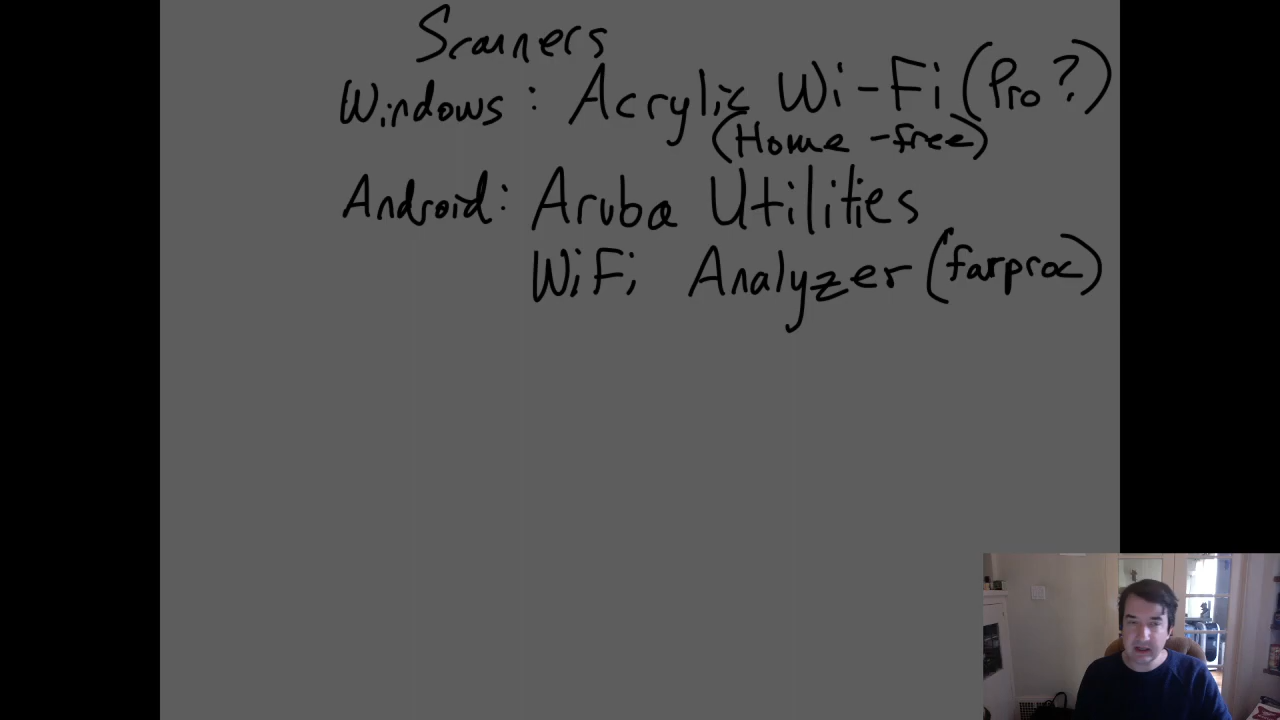 Scanners
Windows: Acrylic Wi-Fi (Pro?)
(Home -free)
Android: Aruba Utilities
WiFi Analyzer (farproc)